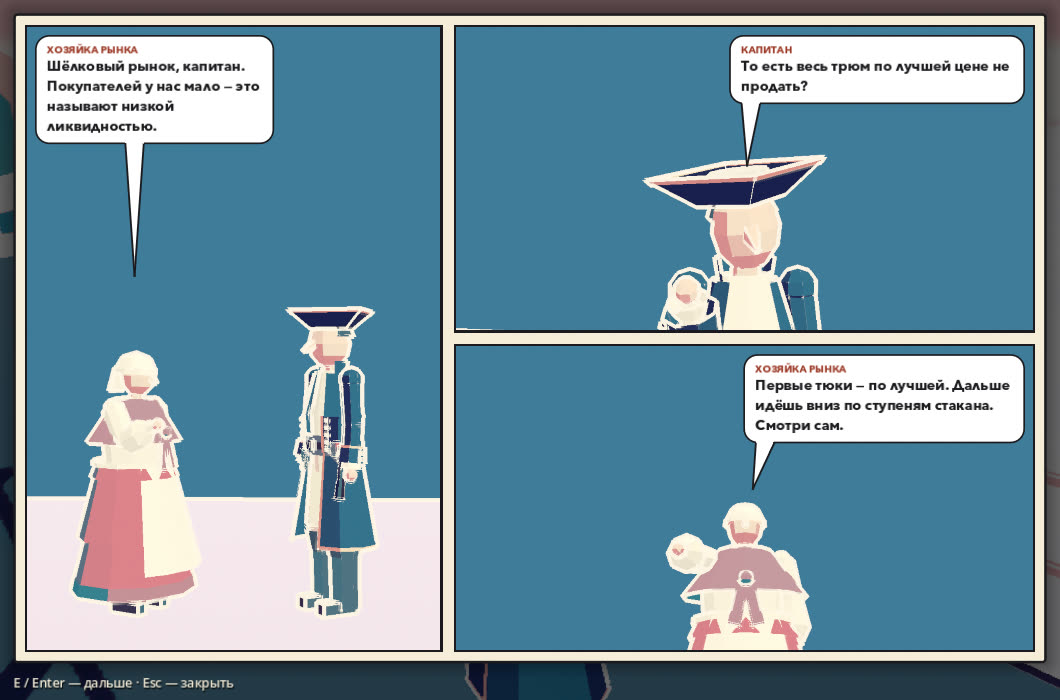 ХОЗЯЙКА РЫНКА
Шёлковый рынок, капитан.
Покупателей у нас мало — это
называют низкой
ликвидностью.
КАПИТАН
То есть весь трюм по лучшей цене не
продать?
ХОЗЯЙКА РЫНКА
Первые тюки — по лучшей. Дальше
идёшь вниз по ступеням стакана.
Смотри сам.
E / Enter — дальше · Esc — закрыть